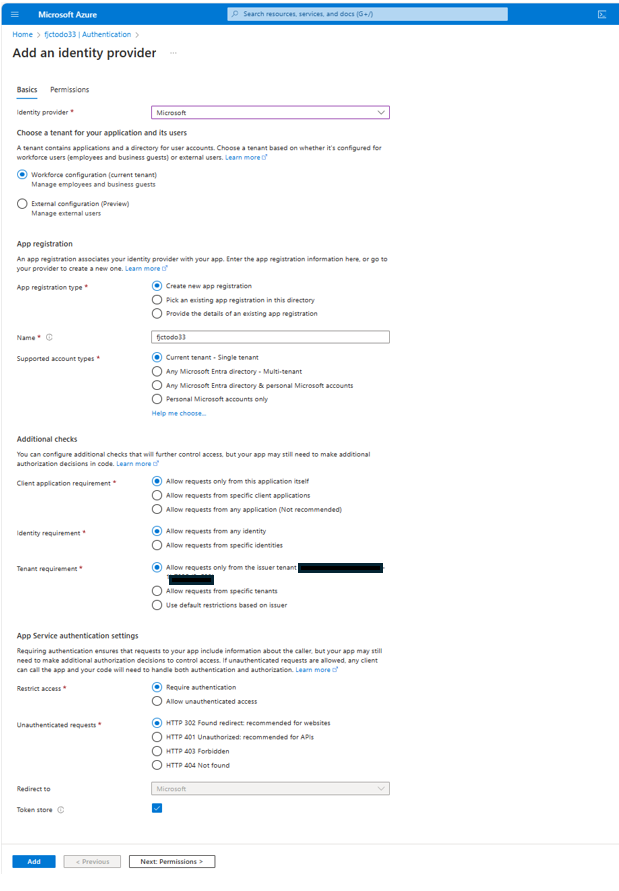 Microsoft Azure
Search resources, services, and docs (G+/)
Home > fjctodo33 | Authentication >
Add an identity provider ...
Basics Permissions
Identity provider * Microsoft
Choose a tenant for your application and its users
A tenant contains applications and a directory for user accounts. Choose a tenant based on whether it's configured for
workforce users (employees and business guests) or external users. Learn more
Workforce configuration (current tenant)
Manage employees and business guests
External configuration (Preview)
Manage external users
App registration
An app registration associates your identity provider with your app. Enter the app registration information here, or go to
your provider to create a new one. Learn more
App registration type * Create new app registration
Pick an existing app registration in this directory
Provide the details of an existing app registration
Name * fjctodo33
Supported account types * Current tenant - Single tenant
Any Microsoft Entra directory - Multi-tenant
Any Microsoft Entra directory & personal Microsoft accounts
Personal Microsoft accounts only
Help me choose...
Additional checks
You can configure additional checks that will further control access, but your app may still need to make additional
authorization decisions in code. Learn more
Client application requirement * Allow requests only from this application itself
Allow requests from specific client applications
Allow requests from any application (Not recommended)
Identity requirement * Allow requests from any identity
Allow requests from specific identities
Tenant requirement * Allow requests only from the issuer tenant
Allow requests from specific tenants
Use default restrictions based on issuer
App Service authentication settings
Requiring authentication ensures that requests to your app include information about the caller, but your app may still
need to make additional authorization decisions to control access. If unauthenticated requests are allowed, any client
can call the app and your code will need to handle both authentication and authorization. Learn more
Restrict access * Require authentication
Allow unauthenticated access
Unauthenticated requests * HTTP 302 Found redirect: recommended for websites
HTTP 401 Unauthorized: recommended for APIs
HTTP 403 Forbidden
HTTP 404 Not found
Redirect to Microsoft
Token store
Add < Previous Next: Permissions >